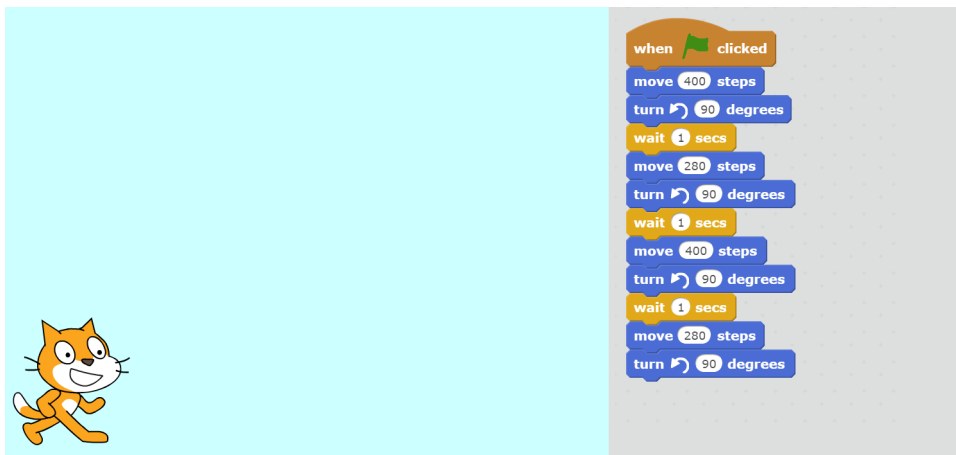 when clicked
move 400 steps
turn 90 degrees
wait 1 secs
move 280 steps
turn 90 degrees
wait 1 secs
move 400 steps
turn 90 degrees
wait 1 secs
move 280 steps
turn 90 degrees